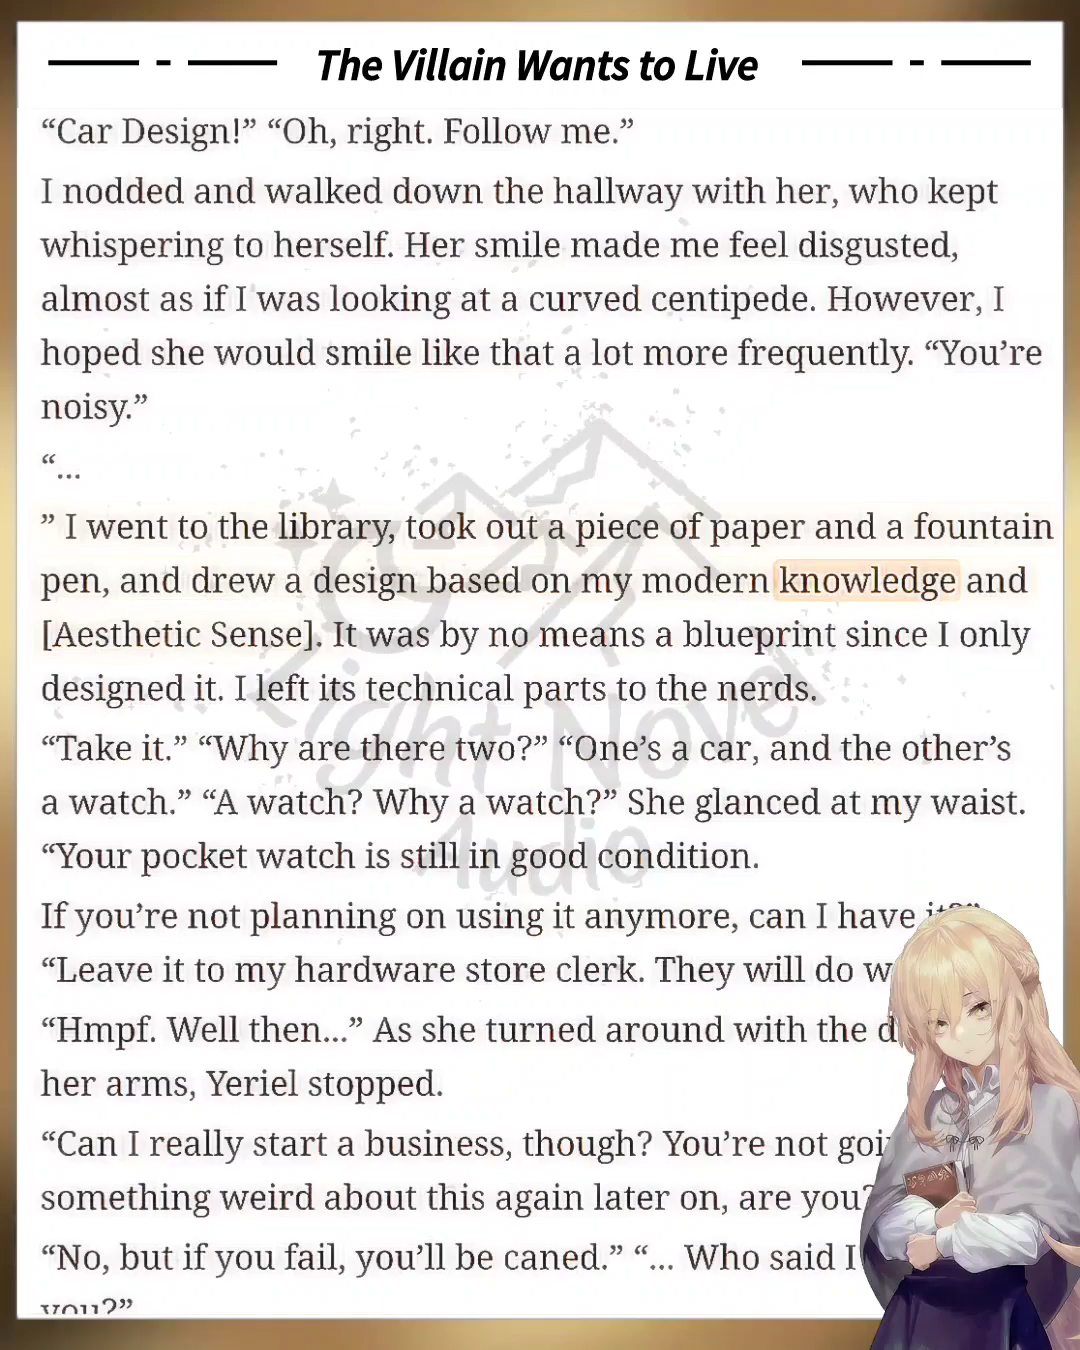 The Villain Wants to Live
“Car Design!” “Oh, right. Follow me.”
I nodded and walked down the hallway with her, who kept
whispering to herself. Her smile made me feel disgusted,
almost as if I was looking at a curved centipede. However, I
hoped she would smile like that a lot more frequently. “You’re
noisy.”
“...
” I went to the library, took out a piece of paper and a fountain
pen, and drew a design based on my modern knowledge and
[Aesthetic Sense]. It was by no means a blueprint since I only
designed it. I left its technical parts to the nerds.
“Take it.” “Why are there two?” “One’s a car, and the other’s
a watch.” “A watch? Why a watch?” She glanced at my waist.
“Your pocket watch is still in good condition.
If you’re not planning on using it anymore, can I have it?”
“Leave it to my hardware store clerk. They will do
“Hmpf. Well then...” As she turned around with the
her arms, Yeriel stopped.
“Can I really start a business, though? You’re not
something weird about this again later on, are you?
“No, but if you fail, you’ll be caned.” “... Who said I
you?”
Light Novel
Audio